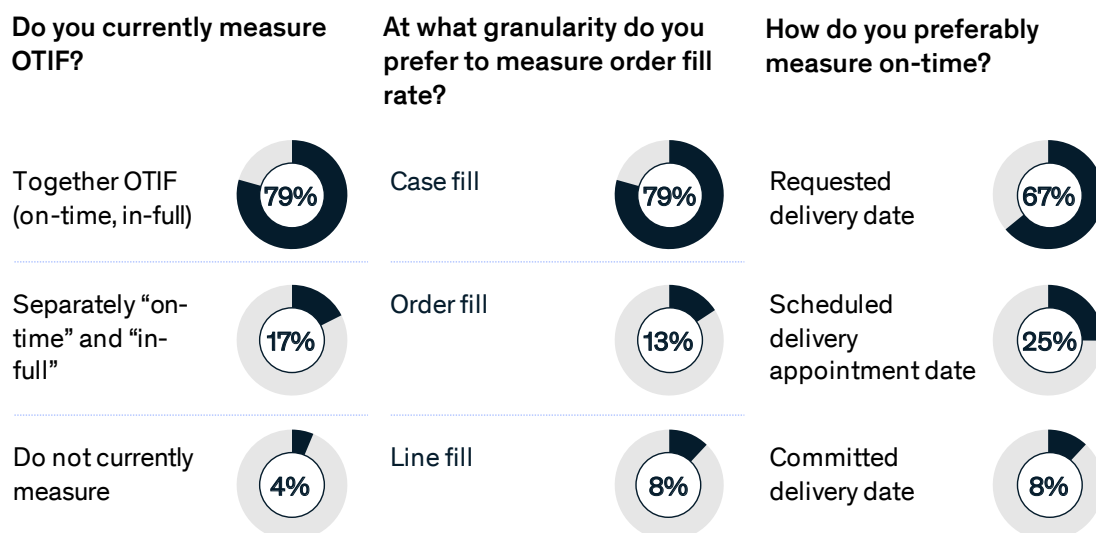 Do you currently measure
OTIF?
Together OTIF
(on-time, in-full)
79%
Separately “on-
time” and “in-
full”
17%
Do not currently
measure
4%
At what granularity do you
prefer to measure order fill
rate?
Case fill
79%
Order fill
13%
Line fill
8%
How do you preferably
measure on-time?
Requested
delivery date
67%
Scheduled
delivery
appointment date
25%
Committed
delivery date
8%